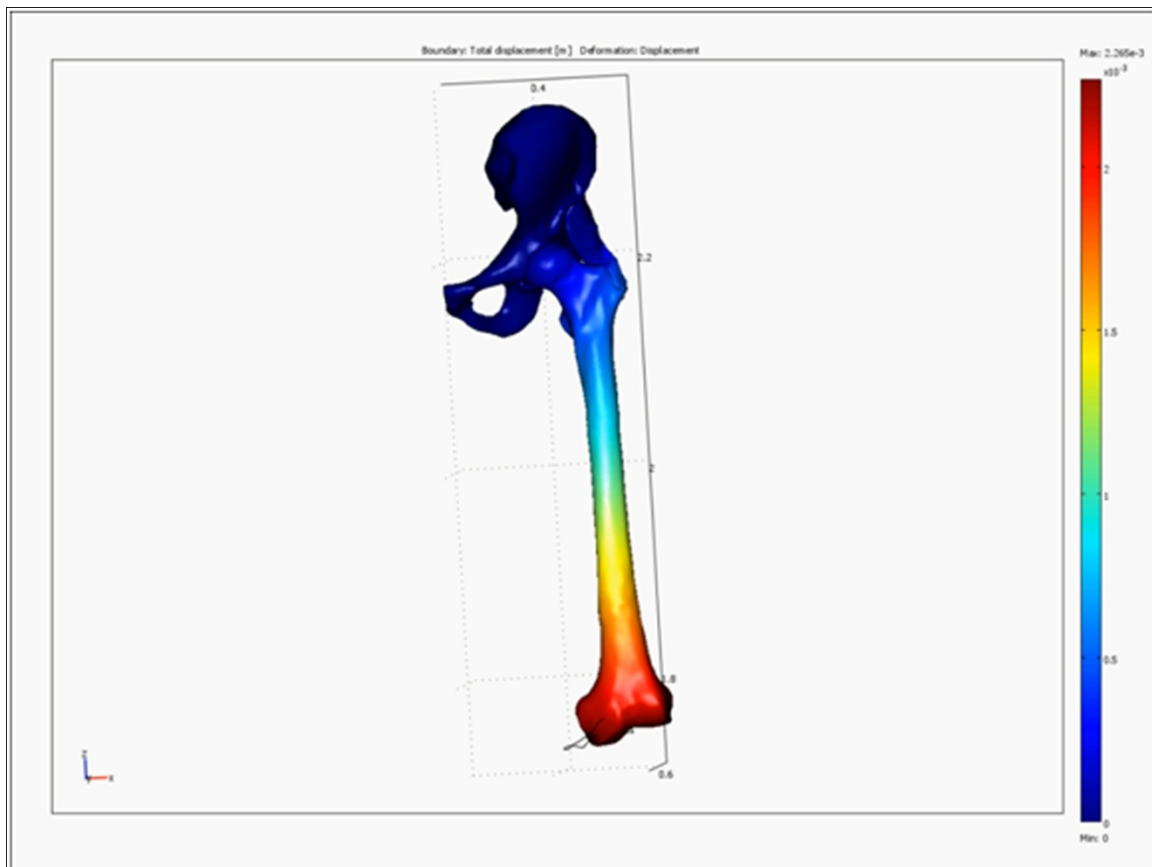 Boundary: Total displacement [m] Deformation: Displacement
Max: 2.265e-3
x10-3
0.4
2
2.2
1.5
2
1
0.5
1.8
0.6
0
Min: 0
z
y
x